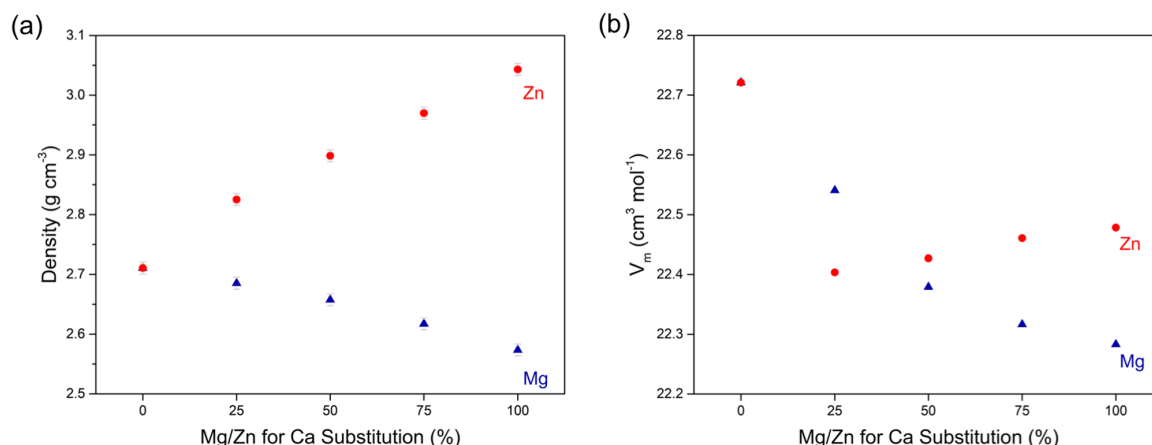 (a)
3.1
3.0
2.9
2.8
2.7
2.6
2.5
Density (g cm⁻³)
Zn
Mg
0 25 50 75 100
Mg/Zn for Ca Substitution (%)
(b)
22.8
22.7
22.6
22.5
22.4
22.3
22.2
Vₘ (cm³ mol⁻¹)
Zn
Mg
0 25 50 75 100
Mg/Zn for Ca Substitution (%)